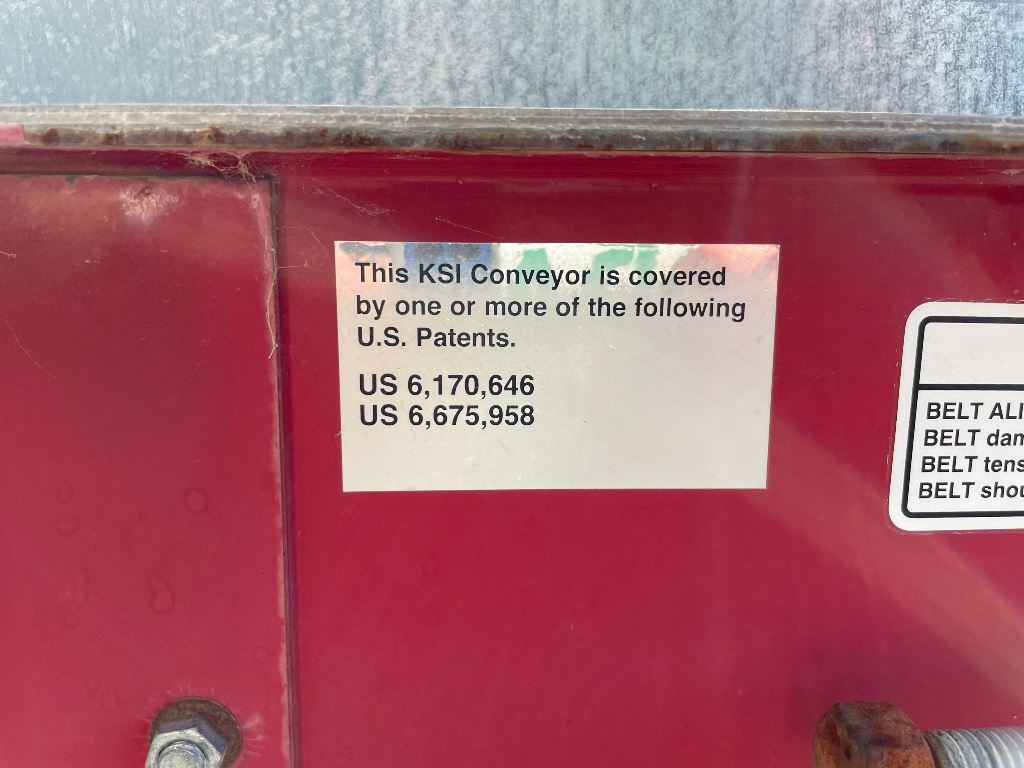 This KSI Conveyor is covered
by one or more of the following
U.S. Patents.
US 6,170,646
US 6,675,958
BELT
BELT
BELT
BELT